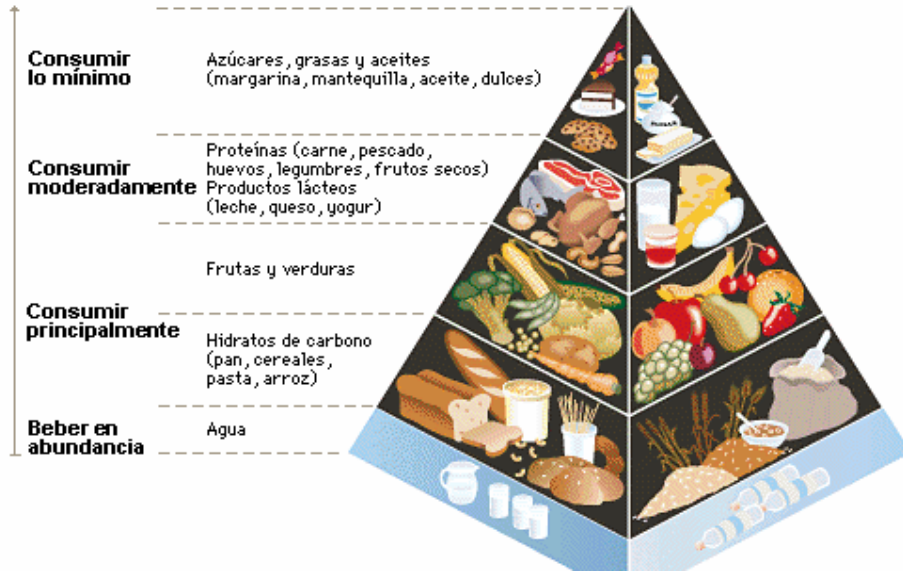 Consumir
lo mínimo
Azúcares, grasas y aceites
(margarina, mantequilla, aceite, dulces)
Consumir
moderadamente
Proteínas (carne, pescado,
huevos, legumbres, frutos secos)
Productos lácteos
(leche, queso, yogur)
Consumir
principalmente
Frutas y verduras
Hidratos de carbono
(pan, cereales,
pasta, arroz)
Beber en
abundancia
Agua